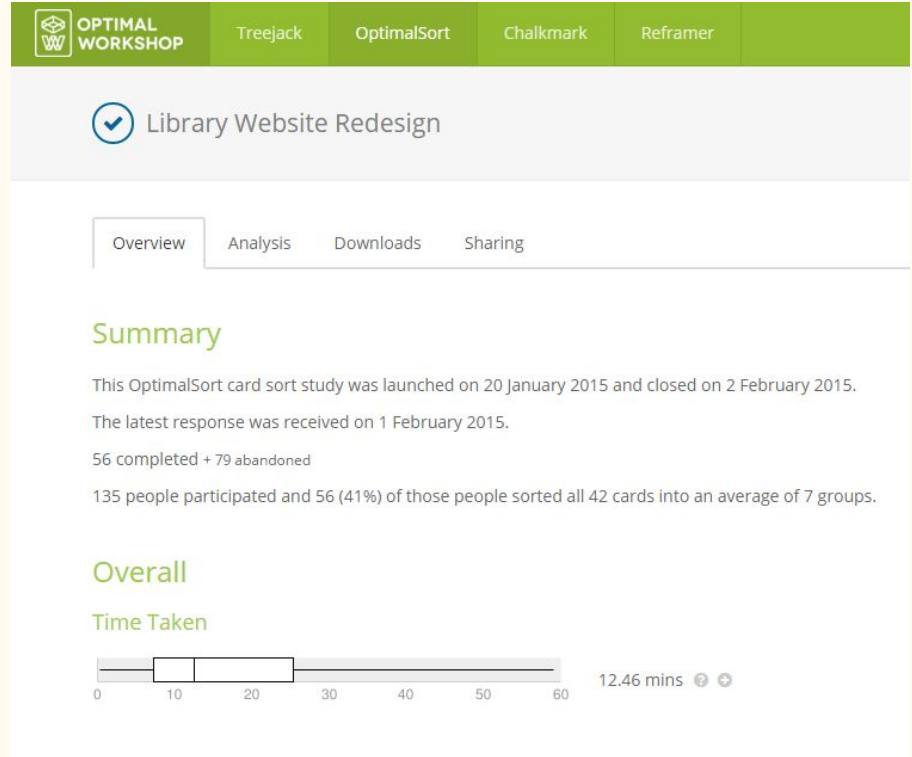 OPTIMAL
WORKSHOP
Treejack
OptimalSort
Chalkmark
Reframer
Library Website Redesign
Overview
Analysis
Downloads
Sharing
Summary
This OptimalSort card sort study was launched on 20 January 2015 and closed on 2 February 2015.
The latest response was received on 1 February 2015.
56 completed + 79 abandoned
135 people participated and 56 (41%) of those people sorted all 42 cards into an average of 7 groups.
Overall
Time Taken
12.46 mins
0 10 20 30 40 50 60